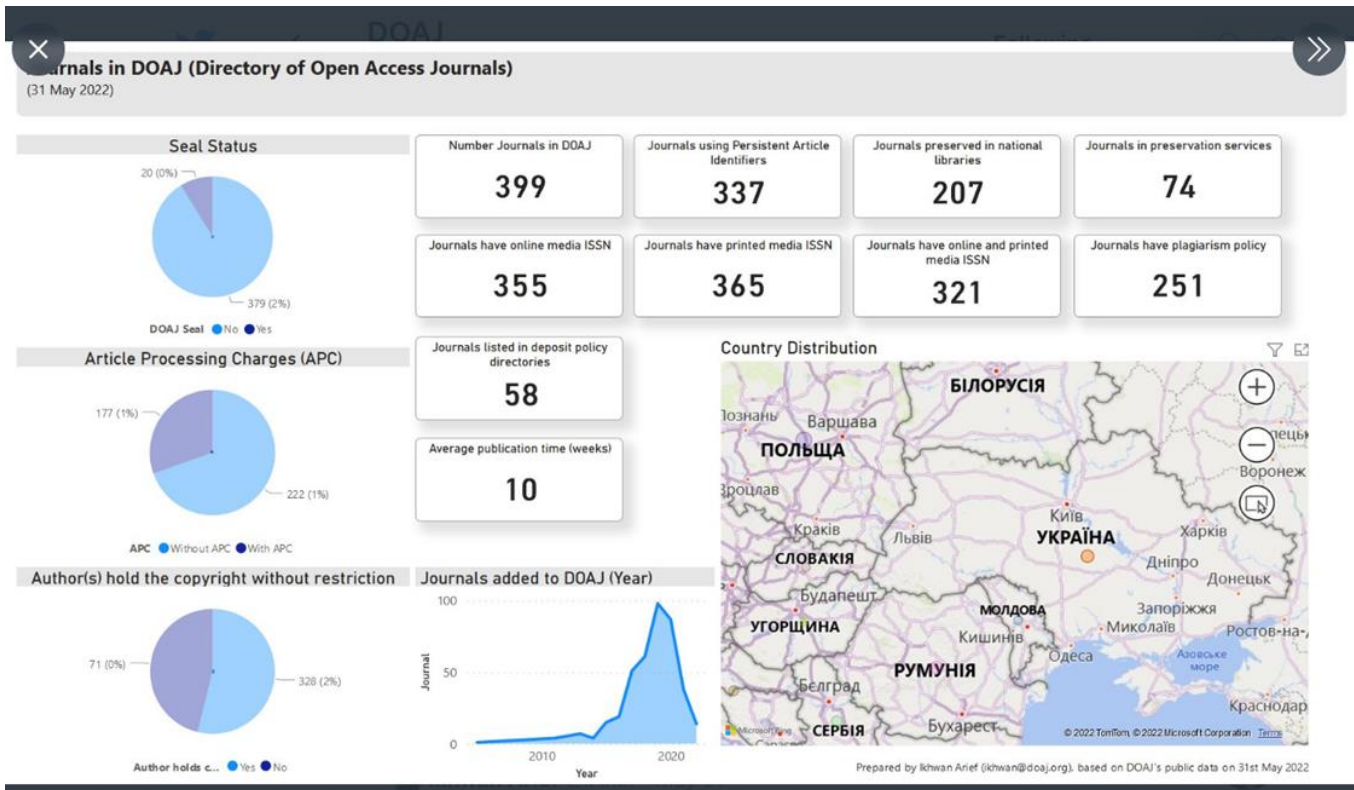 DOAJ
Following
Journals in DOAJ (Directory of Open Access Journals)
(31 May 2022)
Seal Status
20 (0%)
379 (2%)
DOAJ Seal No Yes
Article Processing Charges (APC)
177 (1%)
222 (1%)
APC Without APC With APC
Author(s) hold the copyright without restriction
71 (0%)
328 (2%)
Author holds c... Yes No
Number Journals in DOAJ
399
Journals using Persistent Article
Identifiers
337
Journals preserved in national
libraries
207
Journals in preservation services
74
Journals have online media ISSN
355
Journals have printed media ISSN
365
Journals have online and printed
media ISSN
321
Journals have plagiarism policy
251
Journals listed in deposit policy
directories
58
Average publication time (weeks)
10
Journals added to DOAJ (Year)
100
50
0
Journal
2010
2020
Year
Country Distribution
БІЛОРУСІЯ
Познань
Варшава
ПОЛЬЩА
Вроцлав
Воронеж
Краків
Львів
Київ
УКРАЇНА
Харків
СЛОВАКІЯ
Дніпро
Донецьк
Будапешт
МОЛДОВА
Запоріжжя
УГОРЩИНА
Кишинів
Миколаїв
Ростов-на-
Одеса
Азовське
море
РУМУНІЯ
Бєлград
Краснодар
СЕРБІЯ
Бухарест
Microsoft Bing
© 2022 TomTom, © 2022 Microsoft Corporation Terms
Prepared by Ikhwan Arief (ikhwan@doaj.org), based on DOAJ's public data on 31st May 2022